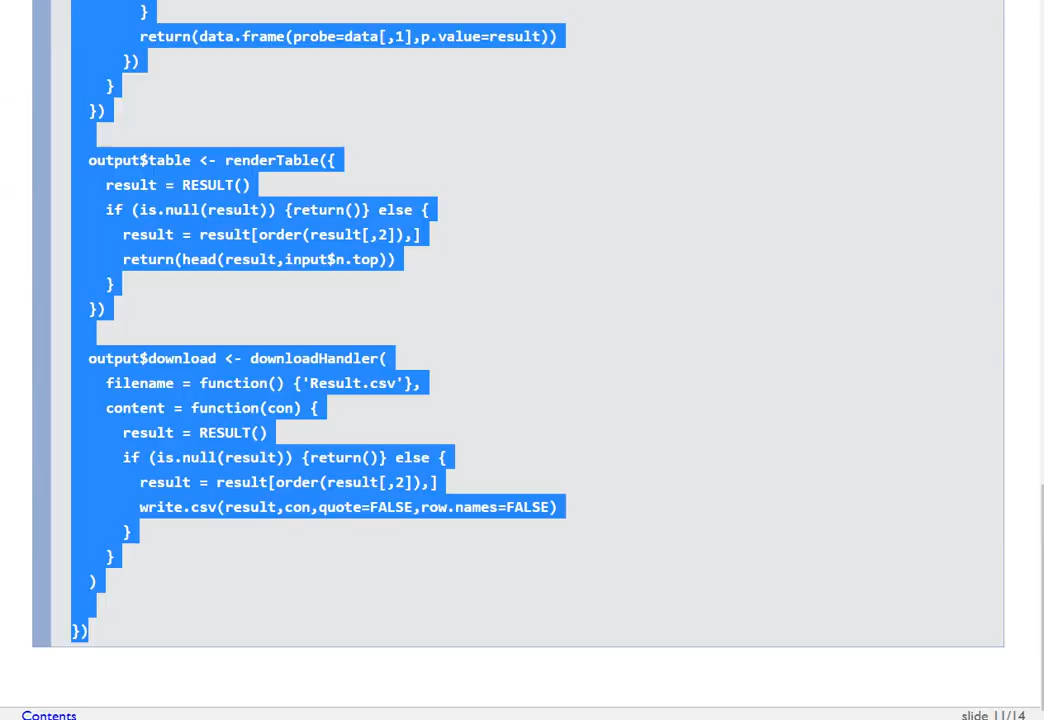 }
return(data.frame(probe=data[,1],p.value=result))
})
}
})
output$table <- renderTable({
result = RESULT()
if (is.null(result)) {return()} else {
result = result[order(result[,2]),]
return(head(result,input$n.top))
}
})
output$download <- downloadHandler(
filename = function() {'Result.csv'},
content = function(con) {
result = RESULT()
if (is.null(result)) {return()} else {
result = result[order(result[,2]),]
write.csv(result,con,quote=FALSE,row.names=FALSE)
}
}
)
})
Contents
slide 11/14